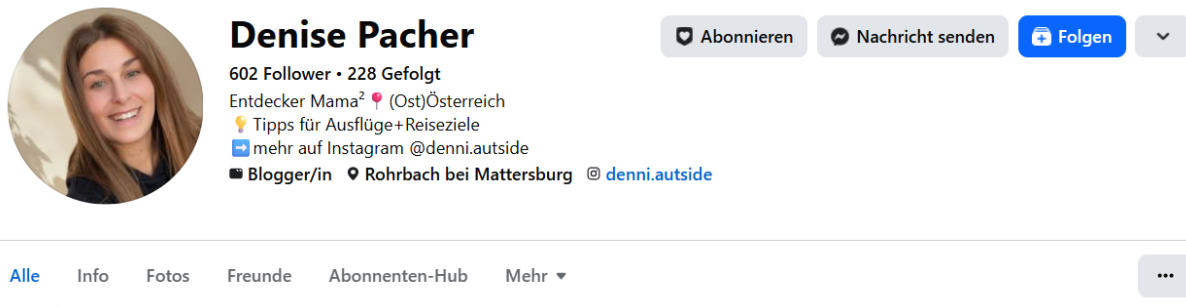 Denise Pacher
Abonnieren
Nachricht senden
Folgen
602 Follower • 228 Gefolgt
Entdecker Mama² 📍 (Ost)Österreich
💡 Tipps für Ausflüge+Reiseziele
➡️ mehr auf Instagram @denni.autside
Blogger/in Rohrbach bei Mattersburg denni.autside
Alle Info Fotos Freunde Abonnenten-Hub Mehr